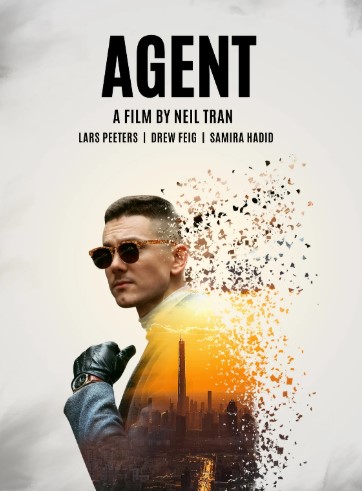 AGENT
A FILM BY NEIL TRAN
LARS PEETERS | DREW FEIG | SAMIRA HADID